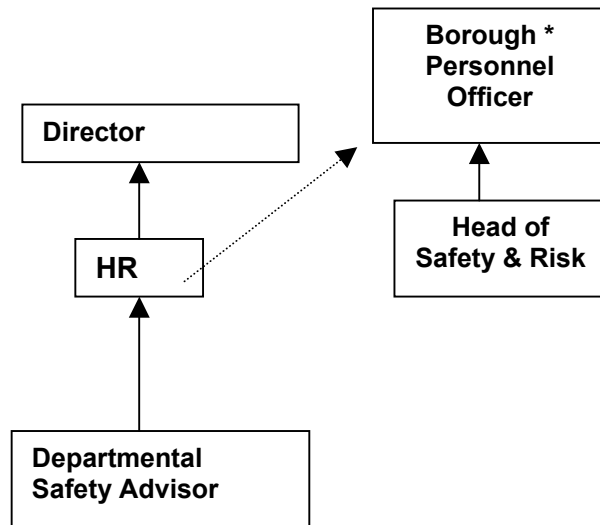 Borough *
Personnel
Officer
Director
Head of
Safety & Risk
HR
Departmental
Safety Advisor